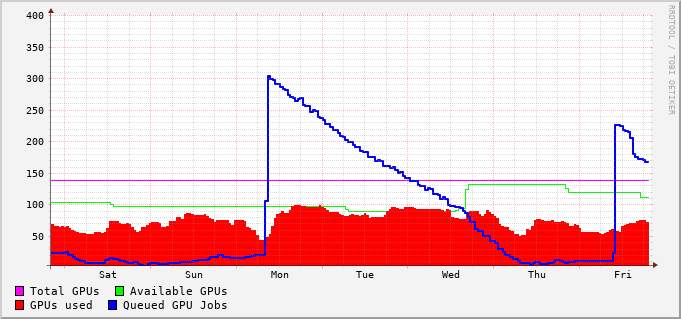 400
350
300
250
200
150
100
50
Sat Sun Mon Tue Wed Thu Fri
Total GPUs Available GPUs
GPUs used Queued GPU Jobs
RRDTOOL / TOBI OETIKER